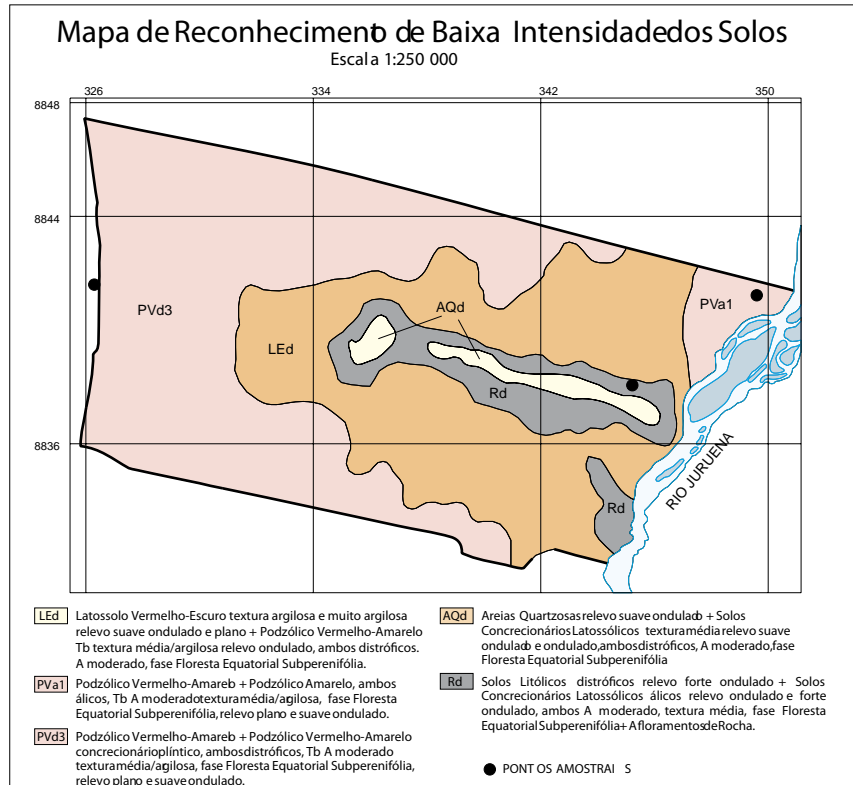 Mapa de Reconhecimento de Baixa Intensidade dos Solos
Escala 1:250 000
326 334 342 350
8848
8844
8836
PVd3
LEd
AQd
Rd
PVa1
Rd
RIO JURUENA
LEd
Latossolo Vermelho-Escuro textura argilosa e muito argilosa
relevo suave ondulado e plano + Podzólico Vermelho-Amarelo
Tb textura média/argilosa relevo ondulado, ambos distróficos.
A moderado, fase Floresta Equatorial Subperenifólia.
PVa1
Podzólico Vermelho-Amarelo + Podzólico Amarelo, ambos
álicos, Tb A moderado textura média/argilosa, fase Floresta
Equatorial Subperenifólia, relevo plano e suave ondulado.
PVd3
Podzólico Vermelho-Amarelo + Podzólico Vermelho-Amarelo
concrecionário plíntico, ambos distróficos, Tb A moderado
textura média/argilosa, fase Floresta Equatorial Subperenifólia,
relevo plano e suave ondulado.
AQd
Areias Quartzosas relevo suave ondulado + Solos
Concrecionários Latossólicos textura média relevo suave
ondulado e ondulado, ambos distróficos, A moderado, fase
Floresta Equatorial Subperenifólia
Rd
Solos Litólicos distróficos relevo forte ondulado + Solos
Concrecionários Latossólicos álicos relevo ondulado e forte
ondulado, ambos A moderado, textura média, fase Floresta
Equatorial Subperenifólia + Afloramentos de Rocha.
PONTOS AMOSTRAIS